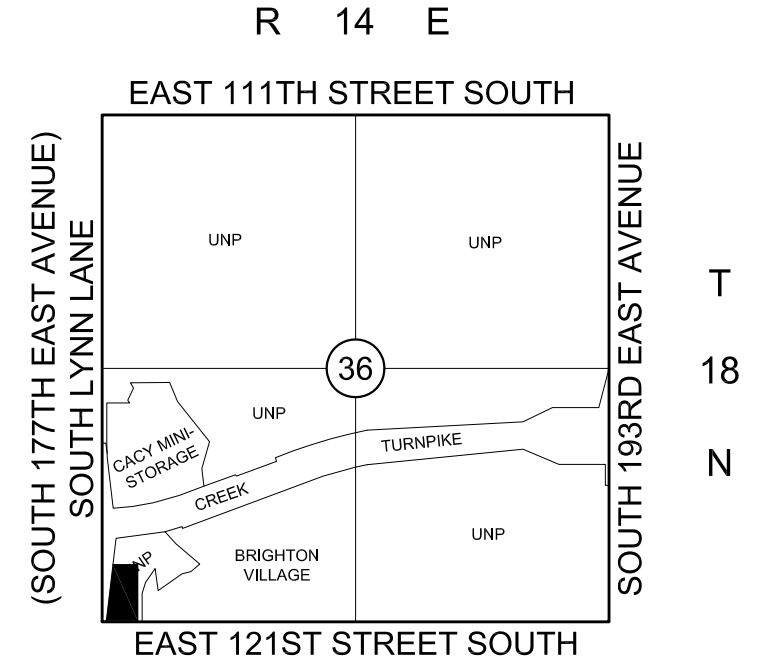 R 14 E
EAST 111TH STREET SOUTH
(SOUTH 177TH EAST AVENUE)
SOUTH LYNN LANE
UNP
UNP
SOUTH 193RD EAST AVENUE
T
18
N
36
UNP
CACY MINI-
STORAGE
CREEK
TURNPIKE
UNP
BRIGHTON
VILLAGE
EAST 121ST STREET SOUTH